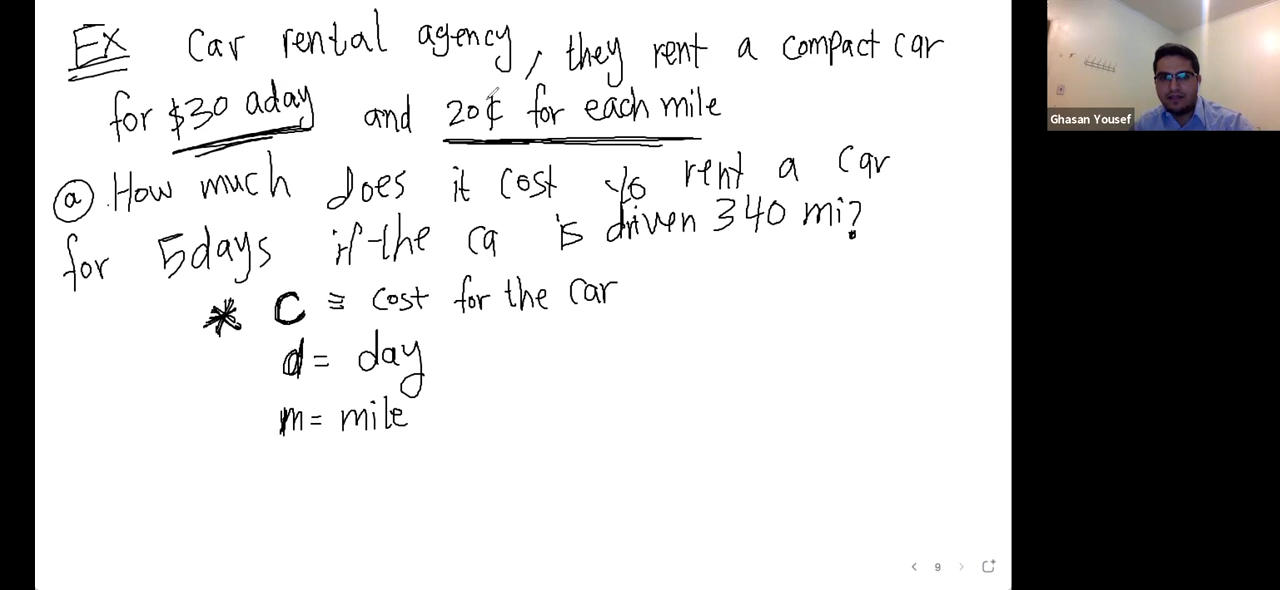 Ex Car rental agency, they rent a compact car
for $30 a day and 20¢ for each mile
ⓐ How much does it cost to rent a car
for 5 days if the ca is driven 340 mi?
* C ≡ cost for the car
d = day
m = mile
Ghasan Yousef
< 9 >